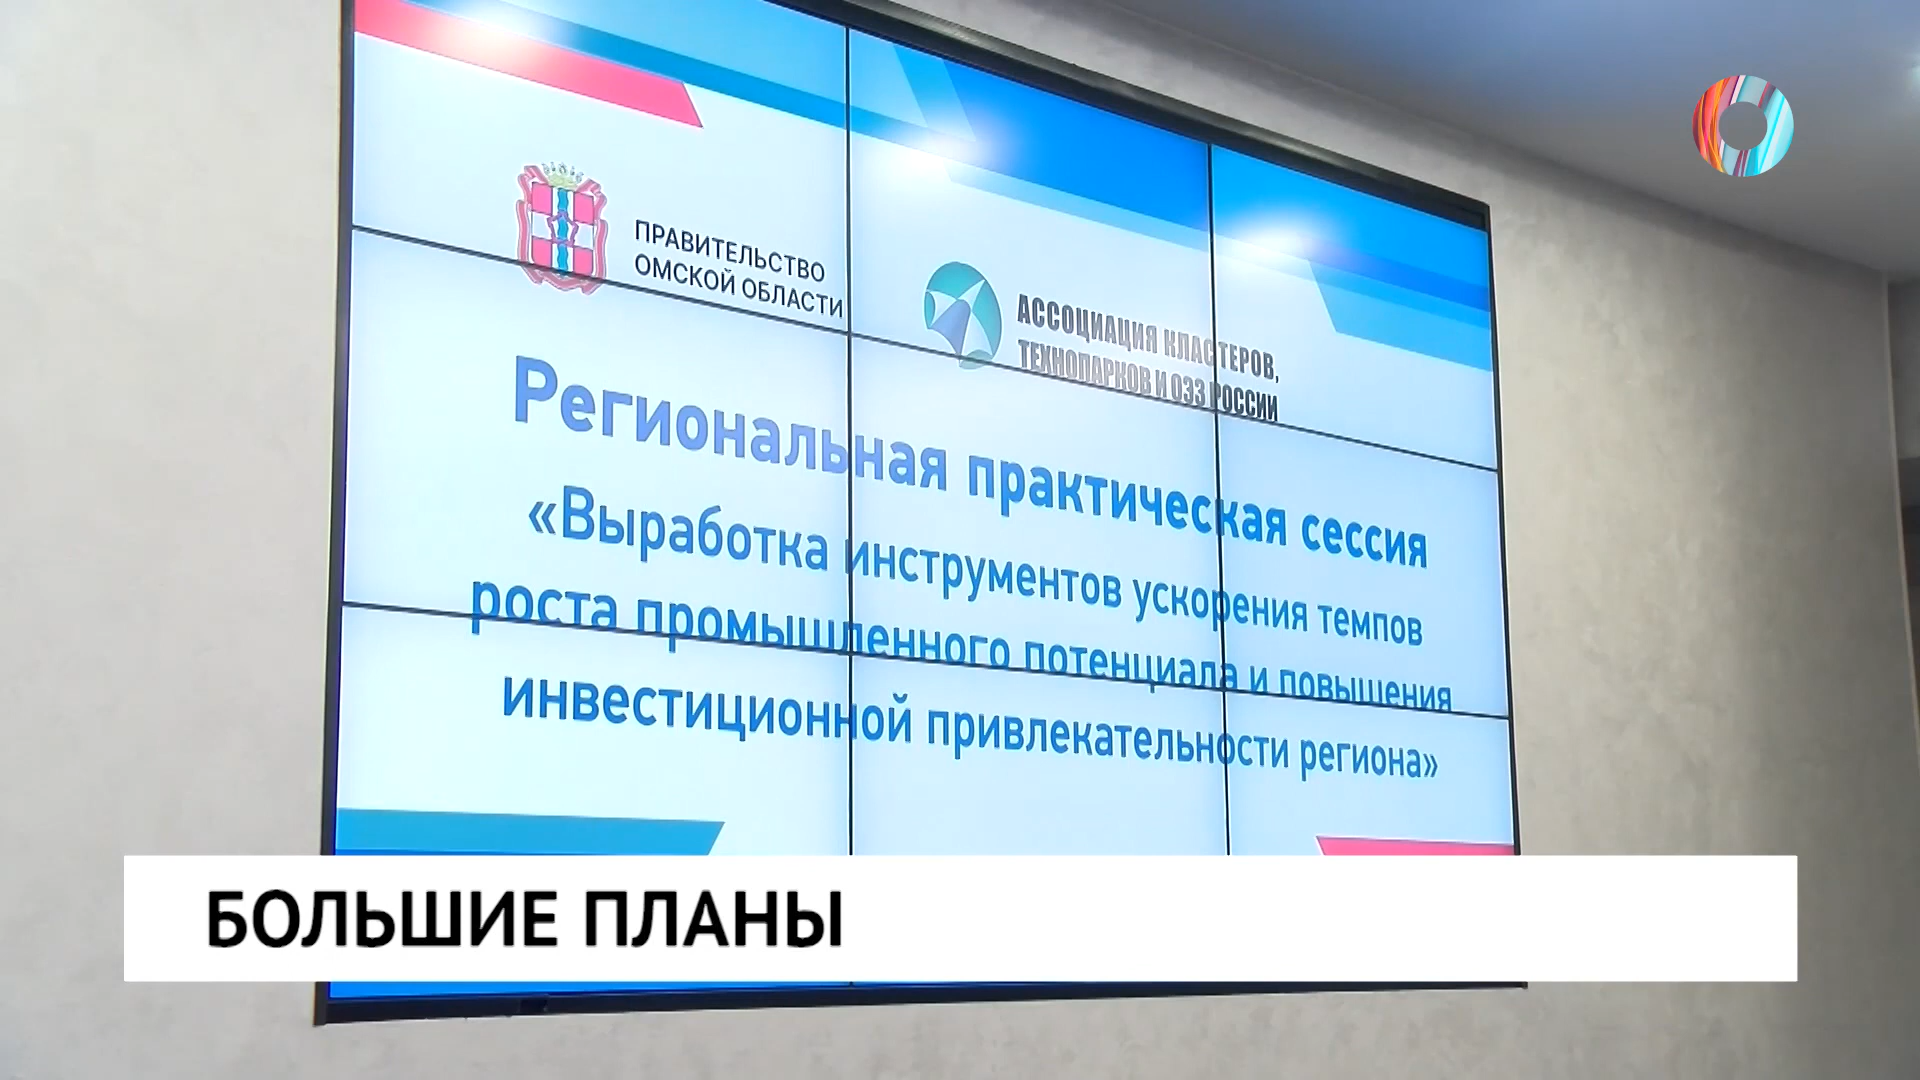 ПРАВИТЕЛЬСТВО
ОМСКОЙ ОБЛАСТИ
АССОЦИАЦИЯ КЛАСТЕРОВ,
ТЕХНОПАРКОВ И ОЭЗ РОССИИ
Региональная практическая сессия
«Выработка инструментов ускорения темпов
роста промышленного потенциала и повышения
инвестиционной привлекательности региона»
БОЛЬШИЕ ПЛАНЫ